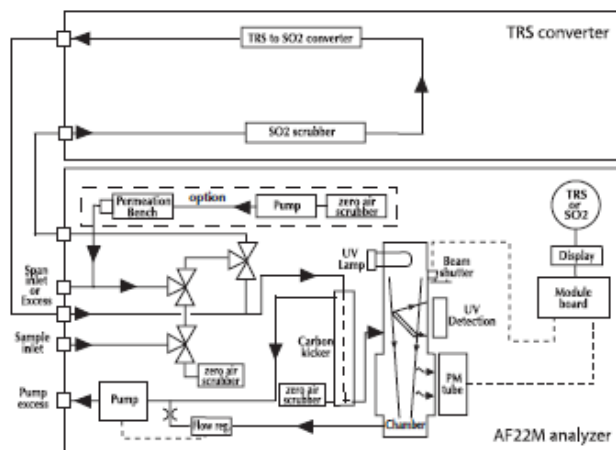 TRS to SO2 converter
TRS converter
SO2 scrubber
option
Permeation
Bench
Pump
zero air
scrubber
TRS
or
SO2
Display
Module
board
UV
Lamp
Beam
shutter
UV
Detection
Span
inlet
or
Excess
Sample
inlet
zero air
scrubber
Carbon
kicker
zero air
scrubber
PM
tube
Pump
excess
Pump
Flow reg.
Chamber
AF22M analyzer